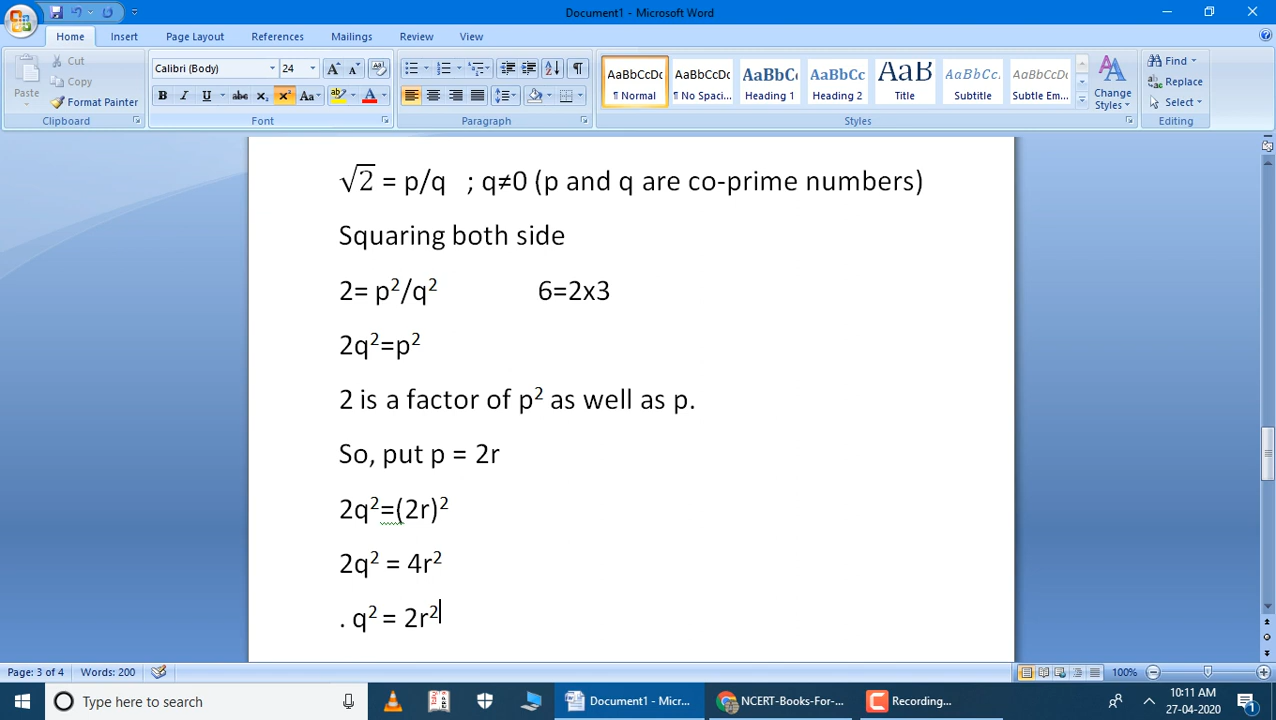 Document1 - Microsoft Word
Home Insert Page Layout References Mailings Review View
Paste
Cut
Copy
Format Painter
Clipboard
Calibri (Body) 24
Font
Paragraph
AaBbCcDc AaBbCcDc AaBbCc AaBbCc AaB AaBbCc. AaBbCcDc
¶ Normal ¶ No Spaci... Heading 1 Heading 2 Title Subtitle Subtle Em...
Change Styles
Styles
Find
Replace
Select
Editing
√2 = p/q ; q≠0 (p and q are co-prime numbers)
Squaring both side
2= p²/q² 6=2x3
2q²=p²
2 is a factor of p² as well as p.
So, put p = 2r
2q²=(2r)²
2q² = 4r²
. q² = 2r²
Page: 3 of 4 Words: 200 100%
Type here to search Document1 - Micr... NCERT-Books-For-... Recording... 10:11 AM
27-04-2020